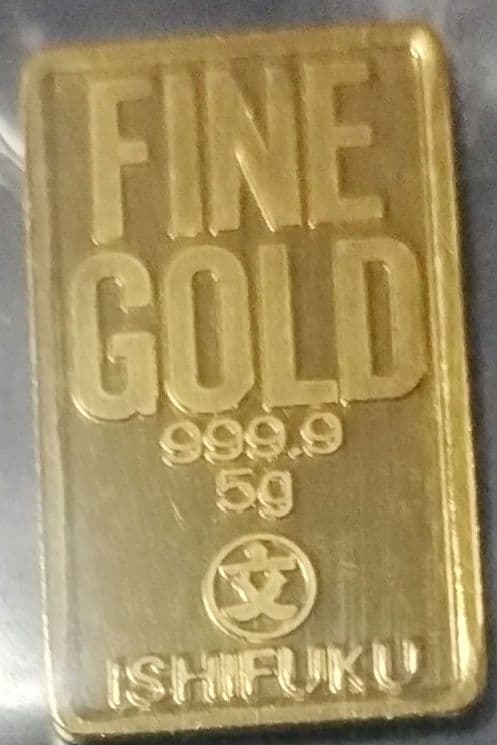 FINE
GOLD
999.9
5g
文
ISHIFUKU